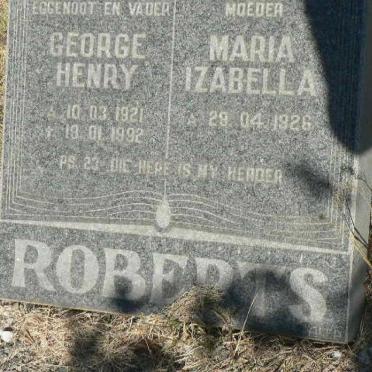 EGGENOOT EN VADER
GEORGE
HENRY
* 10.03.1921
† 19.01.1992
MOEDER
MARIA
IZABELLA
* 29.04.1926
PS 23 DIE HERE IS MY HERDER
ROBERTS